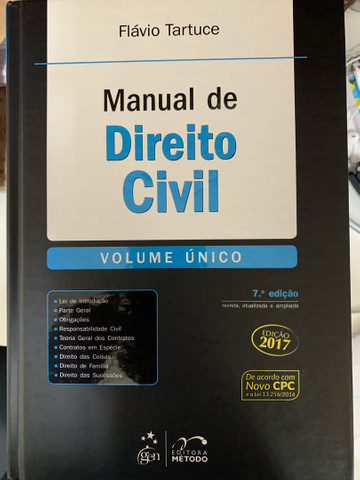 Flávio Tartuce
Manual de
Direito
Civil
VOLUME ÚNICO
7.ª edição
revista, atualizada e ampliada
• Lei de Introdução
• Parte Geral
• Obrigações
• Responsabilidade Civil
• Teoria Geral dos Contratos
• Contratos em Espécie
• Direito das Coisas
• Direito de Família
• Direito das Sucessões
EDIÇÃO
2017
De acordo com
Novo CPC
e a Lei 13.256/2016
gen
EDITORA
MÉTODO